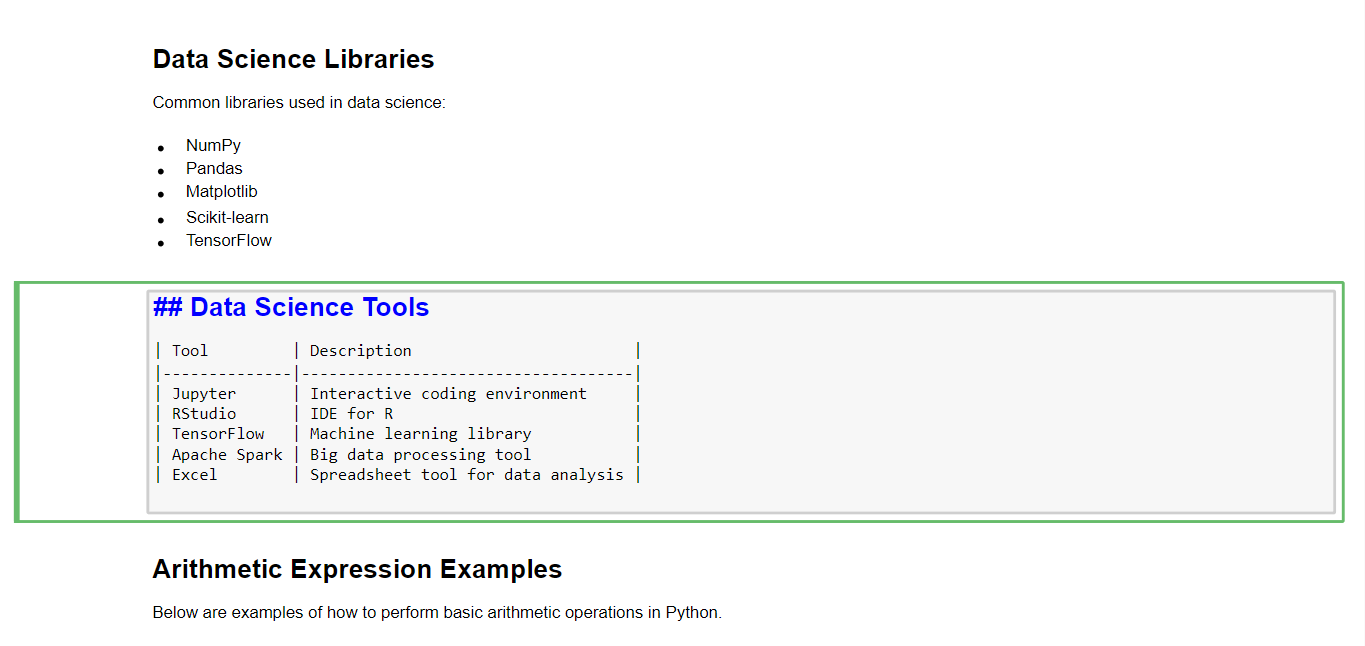 Data Science Libraries
Common libraries used in data science:
• NumPy
• Pandas
• Matplotlib
• Scikit-learn
• TensorFlow
## Data Science Tools
| Tool         | Description                        |
|--------------|------------------------------------|
| Jupyter      | Interactive coding environment     |
| RStudio      | IDE for R                          |
| TensorFlow   | Machine learning library           |
| Apache Spark | Big data processing tool           |
| Excel        | Spreadsheet tool for data analysis |
Arithmetic Expression Examples
Below are examples of how to perform basic arithmetic operations in Python.